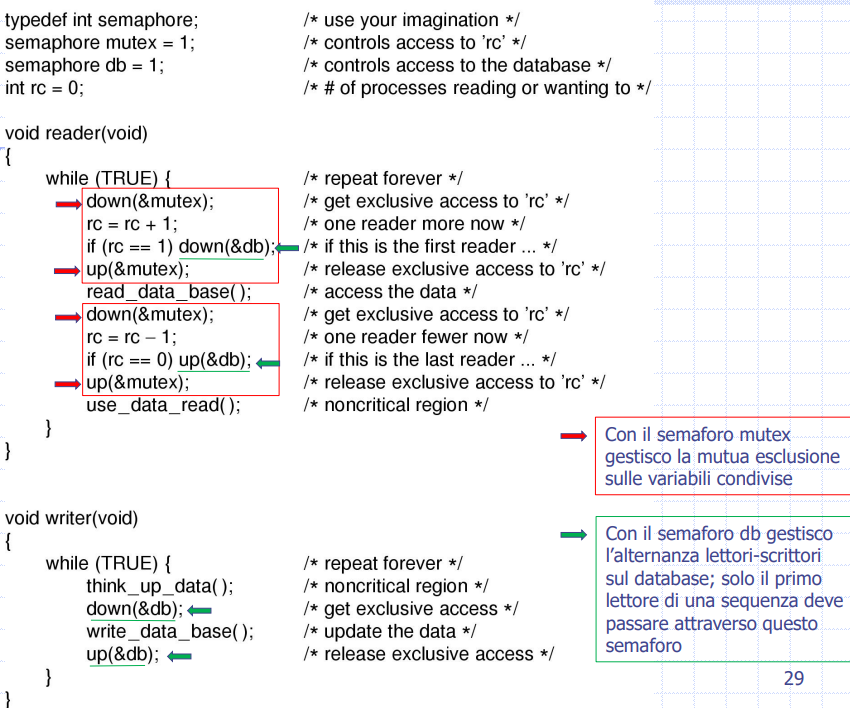 typedef int semaphore; /* use your imagination */
semaphore mutex = 1; /* controls access to 'rc' */
semaphore db = 1; /* controls access to the database */
int rc = 0; /* # of processes reading or wanting to */
void reader(void)
{
while (TRUE) { /* repeat forever */
down(&mutex); /* get exclusive access to 'rc' */
rc = rc + 1; /* one reader more now */
if (rc == 1) down(&db); /* if this is the first reader ... */
up(&mutex); /* release exclusive access to 'rc' */
read_data_base( ); /* access the data */
down(&mutex); /* get exclusive access to 'rc' */
rc = rc − 1; /* one reader fewer now */
if (rc == 0) up(&db); /* if this is the last reader ... */
up(&mutex); /* release exclusive access to 'rc' */
use_data_read( ); /* noncritical region */
}
}
Con il semaforo mutex
gestisco la mutua esclusione
sulle variabili condivise
void writer(void)
{
while (TRUE) { /* repeat forever */
think_up_data( ); /* noncritical region */
down(&db); /* get exclusive access */
write_data_base( ); /* update the data */
up(&db); /* release exclusive access */
}
}
Con il semaforo db gestisco
l'alternanza lettori-scrittori
sul database; solo il primo
lettore di una sequenza deve
passare attraverso questo
semaforo
29